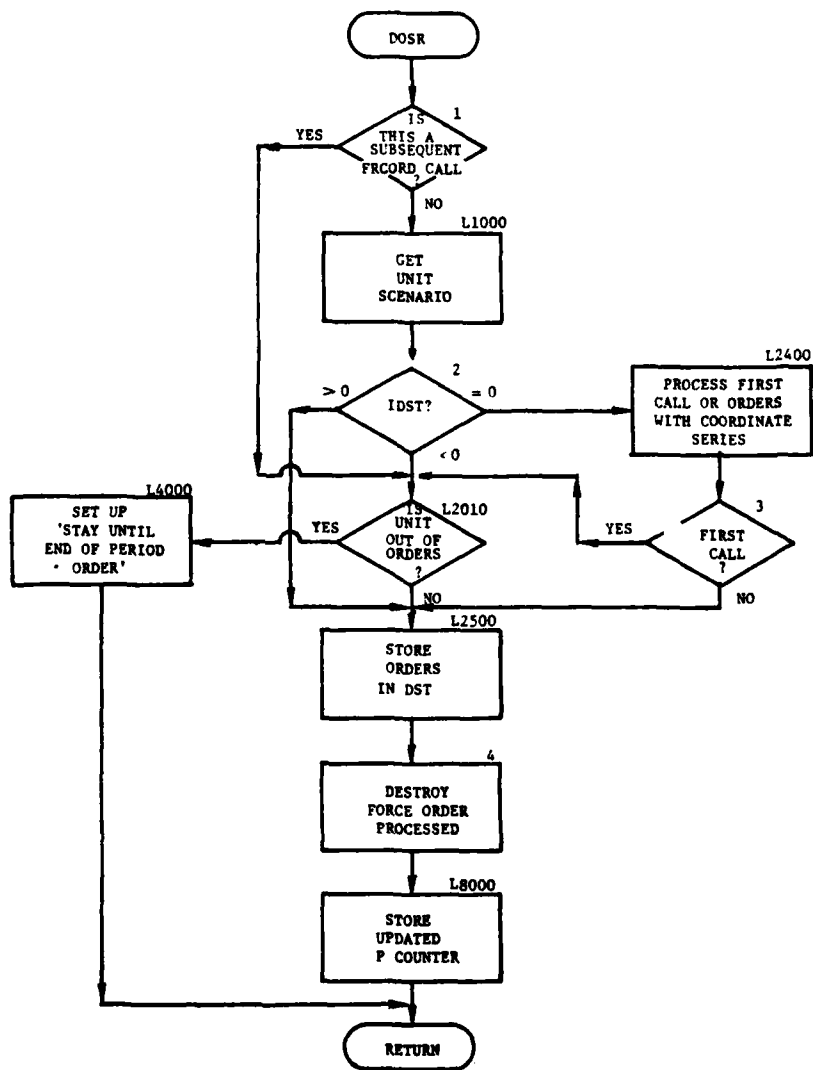 DOSR
1
IS
THIS A
SUBSEQUENT
FRCORD CALL
?
YES
NO
L1000
GET
UNIT
SCENARIO
2
> 0
IDST?
= 0
< 0
L2400
PROCESS FIRST
CALL OR ORDERS
WITH COORDINATE
SERIES
3
FIRST
CALL
?
YES
NO
L2010
IS
UNIT
OUT OF
ORDERS
?
YES
NO
L4000
SET UP
'STAY UNTIL
END OF PERIOD
ORDER'
L2500
STORE
ORDERS
IN DST
4
DESTROY
FORCE ORDER
PROCESSED
L8000
STORE
UPDATED
P COUNTER
RETURN